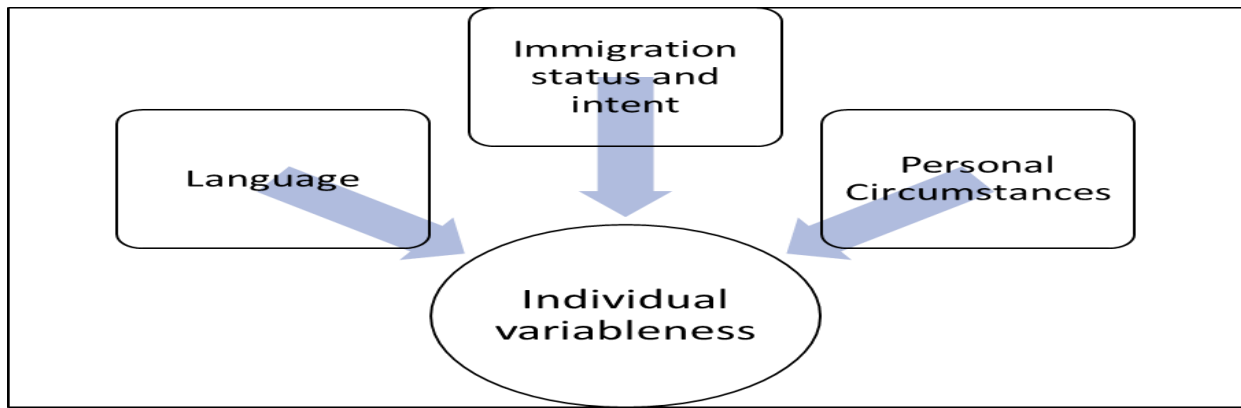 Immigration
status and
intent
Language
Personal
Circumstances
Individual
variableness